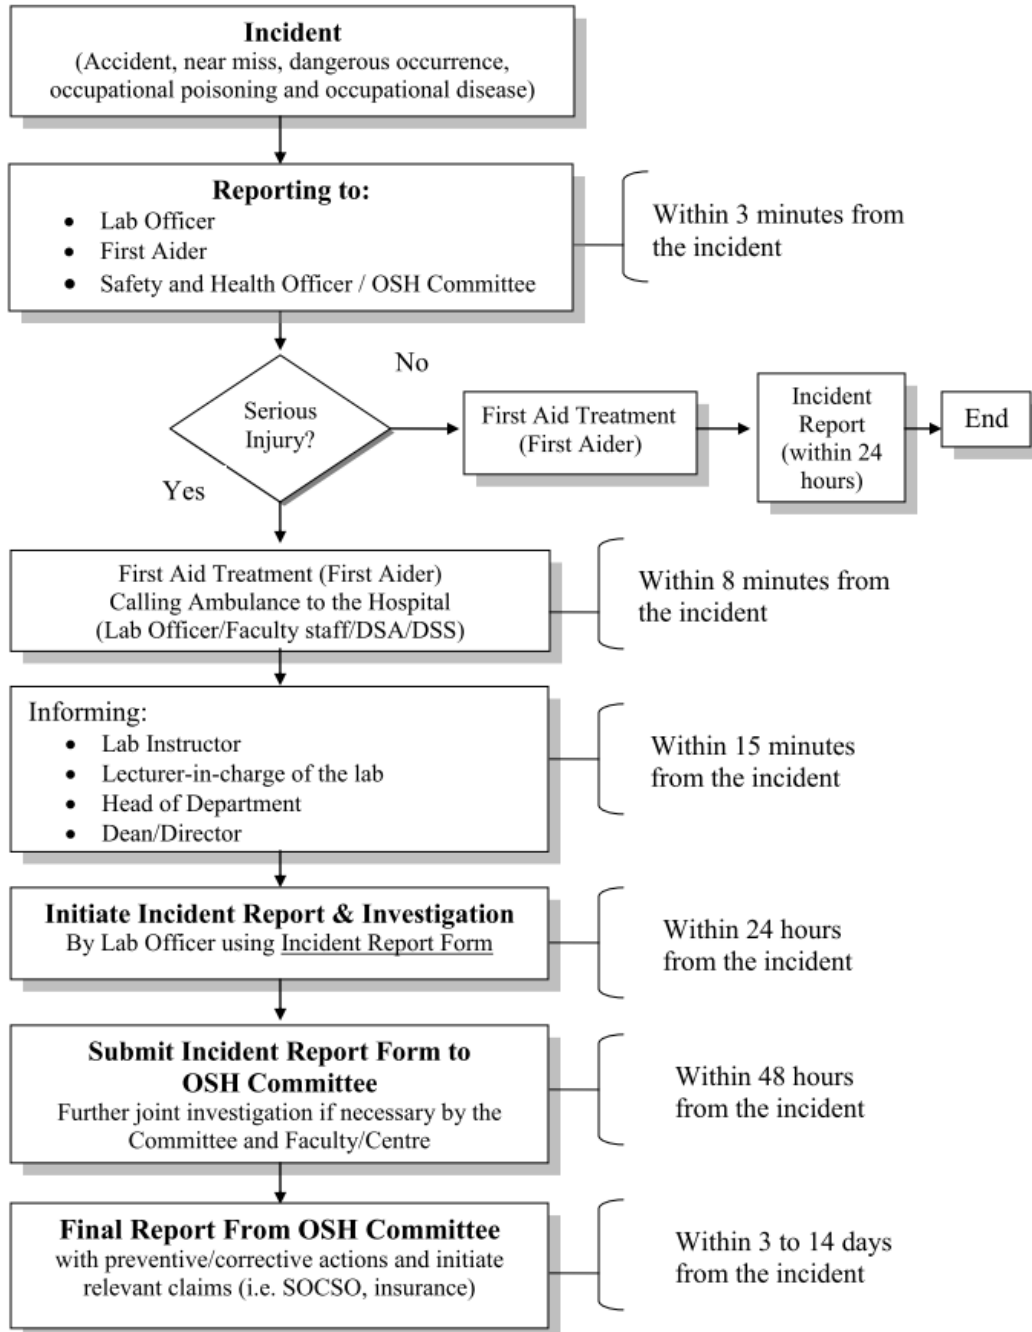 Incident
(Accident, near miss, dangerous occurrence,
occupational poisoning and occupational disease)
Reporting to:
• Lab Officer
• First Aider
• Safety and Health Officer / OSH Committee
Within 3 minutes from
the incident
Serious
Injury?
No
First Aid Treatment
(First Aider)
Incident
Report
(within 24
hours)
End
Yes
First Aid Treatment (First Aider)
Calling Ambulance to the Hospital
(Lab Officer/Faculty staff/DSA/DSS)
Within 8 minutes from
the incident
Informing:
• Lab Instructor
• Lecturer-in-charge of the lab
• Head of Department
• Dean/Director
Within 15 minutes
from the incident
Initiate Incident Report & Investigation
By Lab Officer using Incident Report Form
Within 24 hours
from the incident
Submit Incident Report Form to
OSH Committee
Further joint investigation if necessary by the
Committee and Faculty/Centre
Within 48 hours
from the incident
Final Report From OSH Committee
with preventive/corrective actions and initiate
relevant claims (i.e. SOCSO, insurance)
Within 3 to 14 days
from the incident